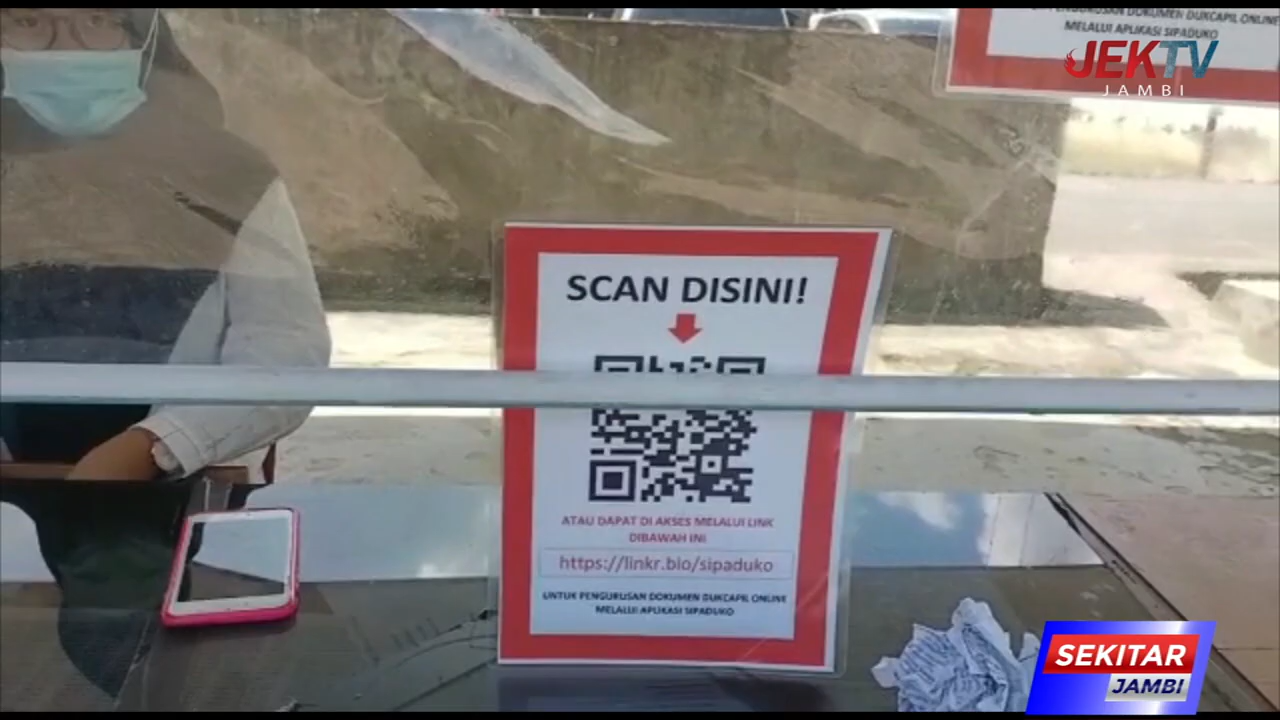 PENGURUSAN DOKUMEN DUKCAPIL ONLINE
MELALUI APLIKASI SIPADUKO
JEKTV
JAMBI
SCAN DISINI!
ATAU DAPAT DI AKSES MELALUI LINK
DIBAWAH INI
https://linkr.bio/sipaduko
UNTUK PENGURUSAN DOKUMEN DUKCAPIL ONLINE
MELALUI APLIKASI SIPADUKO
SEKITAR
JAMBI